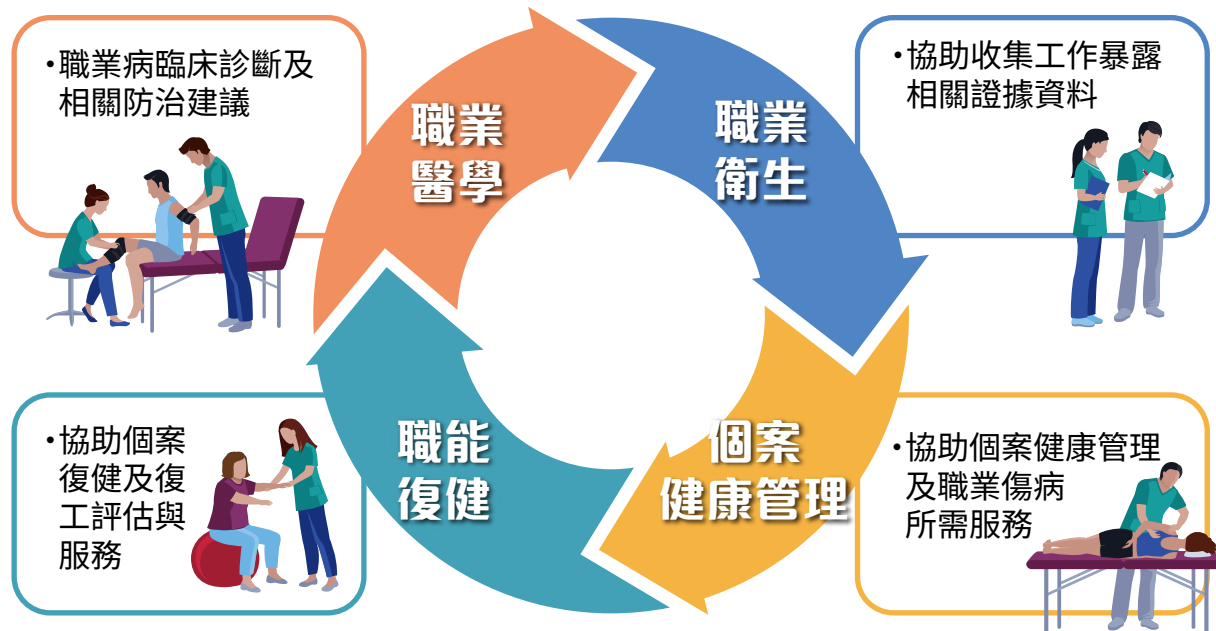 ・職業病臨床診斷及
相關防治建議
職業
醫學
職業
衛生
・協助收集工作暴露
相關證據資料
・協助個案
復健及復
工評估與
服務
職能
復健
個案
健康管理
・協助個案健康管理
及職業傷病
所需服務